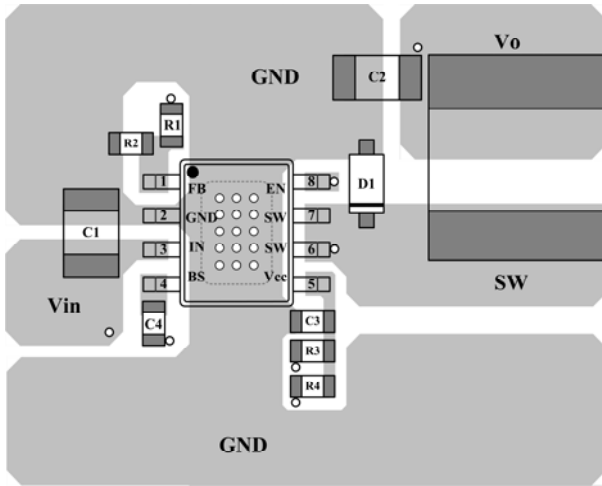 Vo
GND
C2
R1
R2
1
FB
EN
8
D1
2
GND
SW
7
C1
3
IN
SW
6
4
BS
Vcc
5
Vin
SW
C4
C3
R3
R4
GND